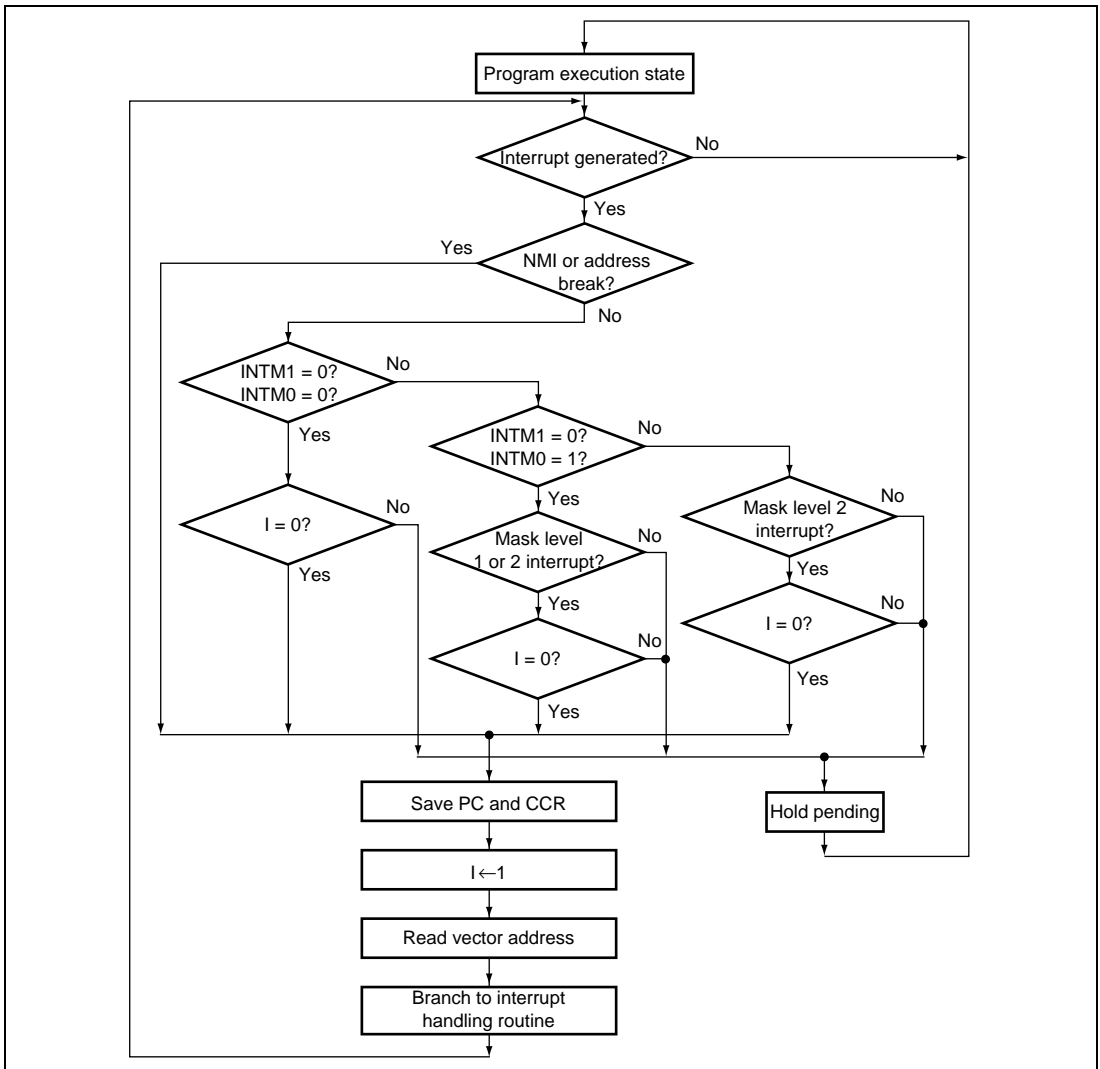 Program execution state
Interrupt generated?
No
Yes
Yes
NMI or address
break?
No
INTM1 = 0?
INTM0 = 0?
No
Yes
INTM1 = 0?
INTM0 = 1?
No
Yes
I = 0?
No
Yes
Mask level
1 or 2 interrupt?
No
Yes
Mask level 2
interrupt?
No
Yes
I = 0?
No
Yes
I = 0?
No
Yes
Save PC and CCR
Hold pending
I ←1
Read vector address
Branch to interrupt
handling routine